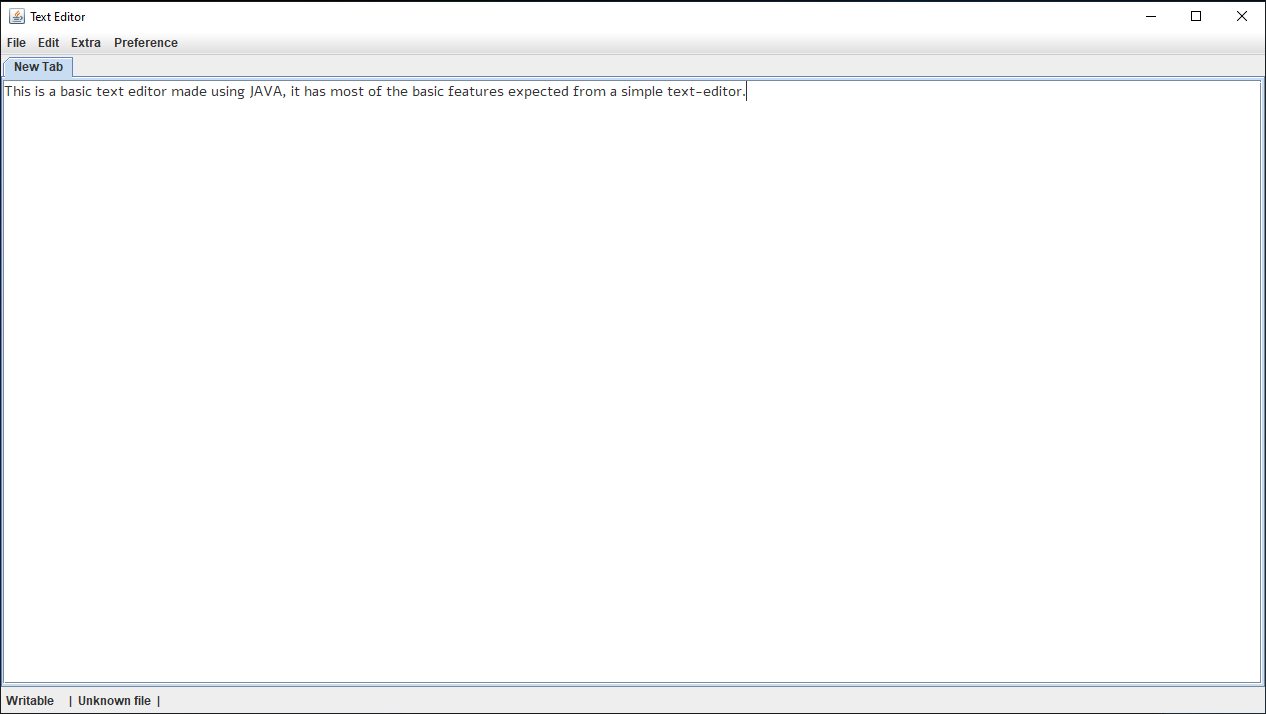 Text Editor
File Edit Extra Preference
New Tab
This is a basic text editor made using JAVA, it has most of the basic features expected from a simple text-editor.
Writable | Unknown file |